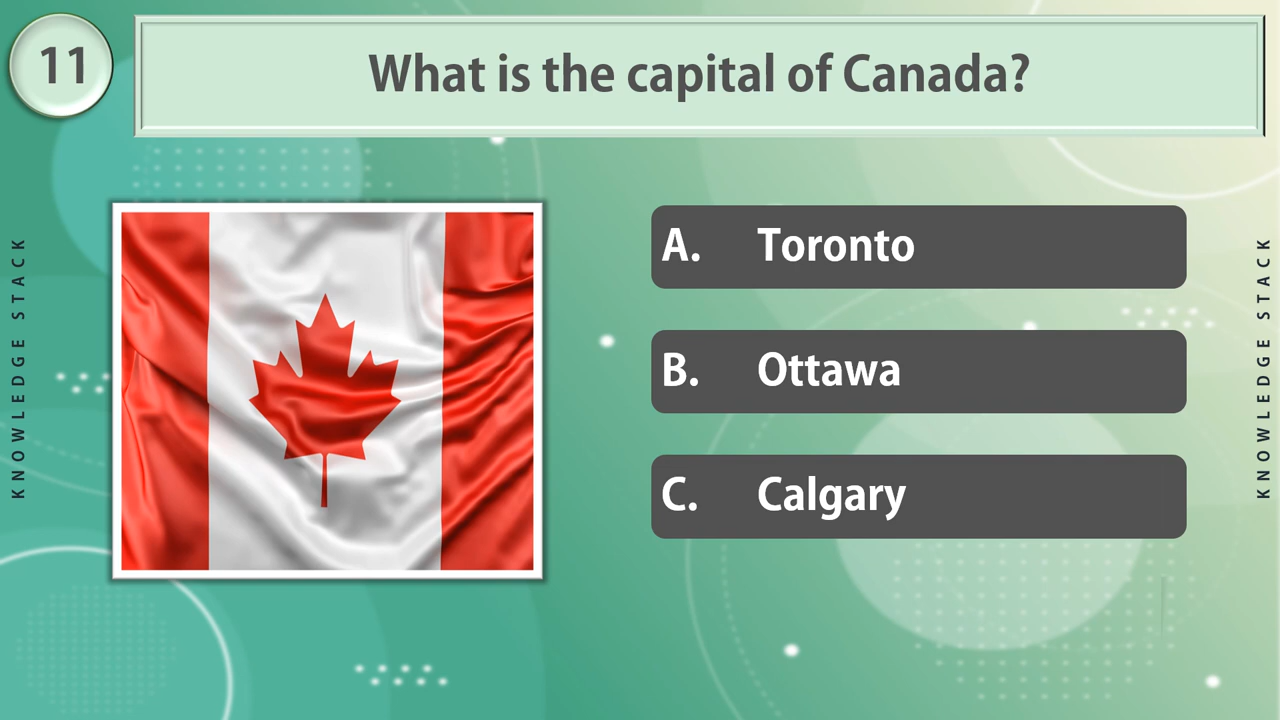 11
What is the capital of Canada?
KNOWLEDGE STACK
A. Toronto
B. Ottawa
C. Calgary
KNOWLEDGE STACK